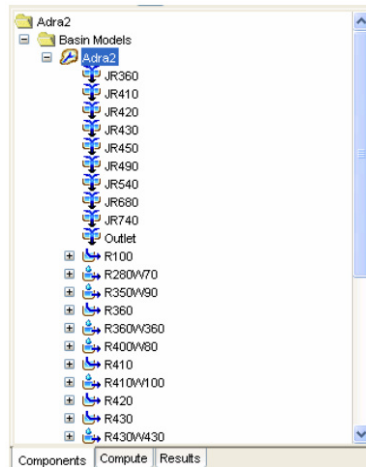 Adra2
Basin Models
Adra2
JR360
JR410
JR420
JR430
JR450
JR490
JR540
JR680
JR740
Outlet
R100
R280W70
R350W90
R360
R360W360
R400W80
R410
R410W100
R420
R430
R430W430
Components Compute Results